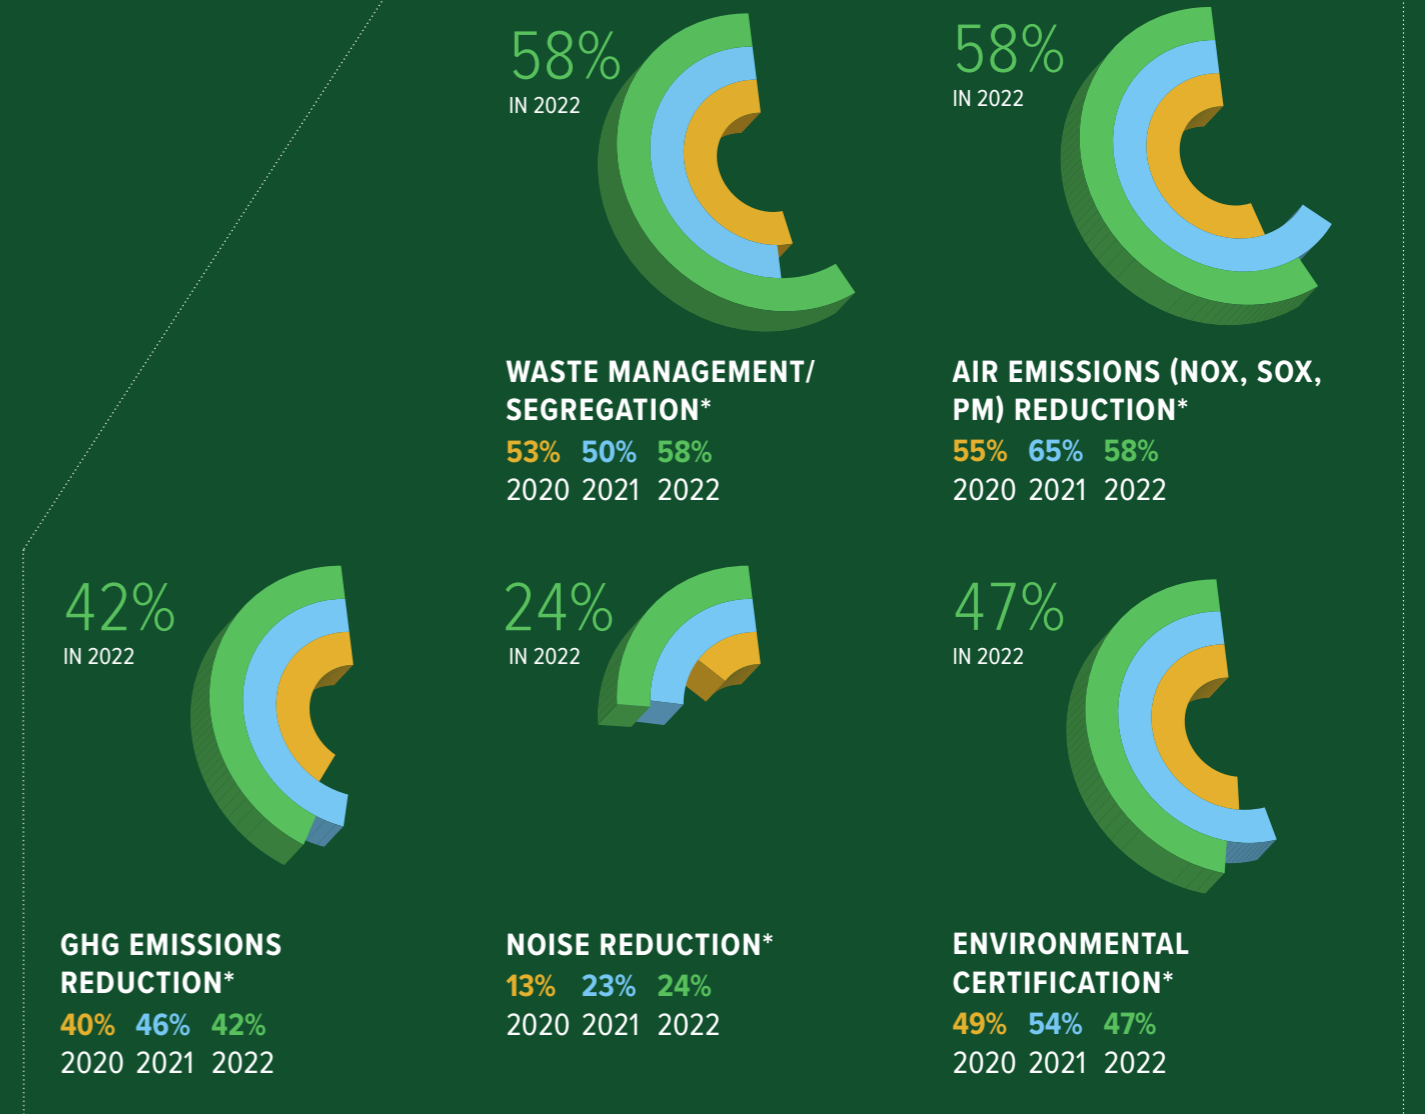 58%
IN 2022
WASTE MANAGEMENT/
SEGREGATION*
53% 50% 58%
2020 2021 2022
58%
IN 2022
AIR EMISSIONS (NOX, SOX,
PM) REDUCTION*
55% 65% 58%
2020 2021 2022
42%
IN 2022
GHG EMISSIONS
REDUCTION*
40% 46% 42%
2020 2021 2022
24%
IN 2022
NOISE REDUCTION*
13% 23% 24%
2020 2021 2022
47%
IN 2022
ENVIRONMENTAL
CERTIFICATION*
49% 54% 47%
2020 2021 2022